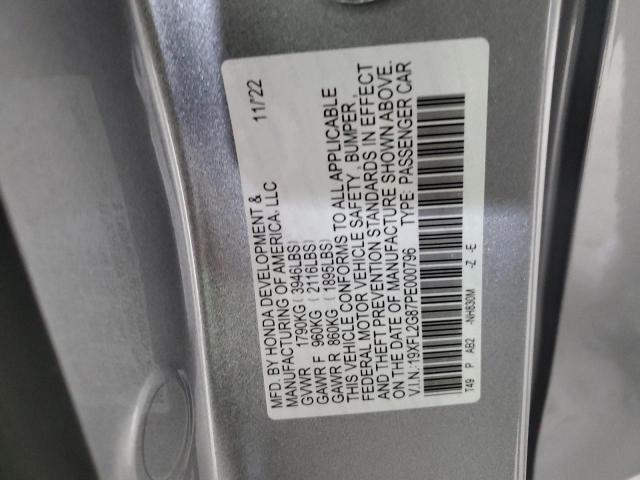 MFD. BY HONDA DEVELOPMENT & 11/22
MANUFACTURING OF AMERICA, LLC
GVWR 1790KG ( 3946LBS)
GAWR F 960KG ( 2116LBS)
GAWR R 860KG ( 1895LBS)
THIS VEHICLE CONFORMS TO ALL APPLICABLE
FEDERAL MOTOR VEHICLE SAFETY, BUMPER,
AND THEFT PREVENTION STANDARDS IN EFFECT
ON THE DATE OF MANUFACTURE SHOWN ABOVE.
V.I.N.:19XFL2G87PE000796 TYPE: PASSENGER CAR
T49 P AB2 -NH830M -Z -E